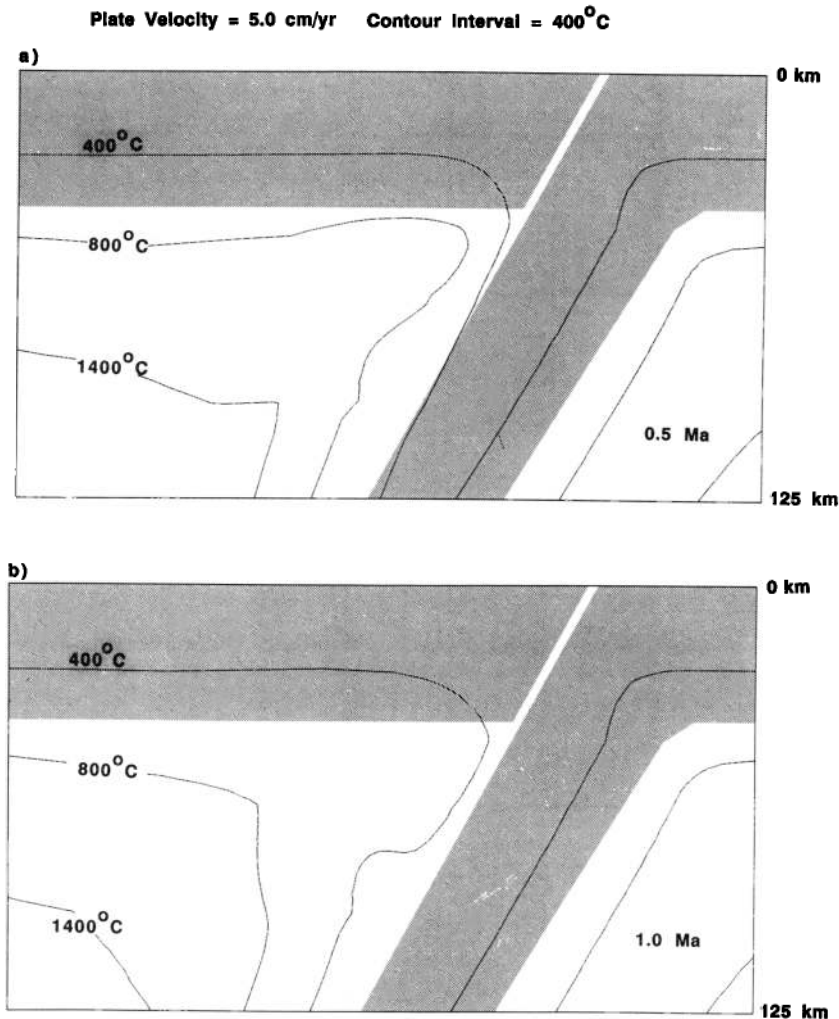 Plate Velocity = 5.0 cm/yr Contour Interval = 400°C
a)
0 km
400°C
800°C
1400°C
0.5 Ma
125 km
b)
0 km
400°C
800°C
1400°C
1.0 Ma
125 km